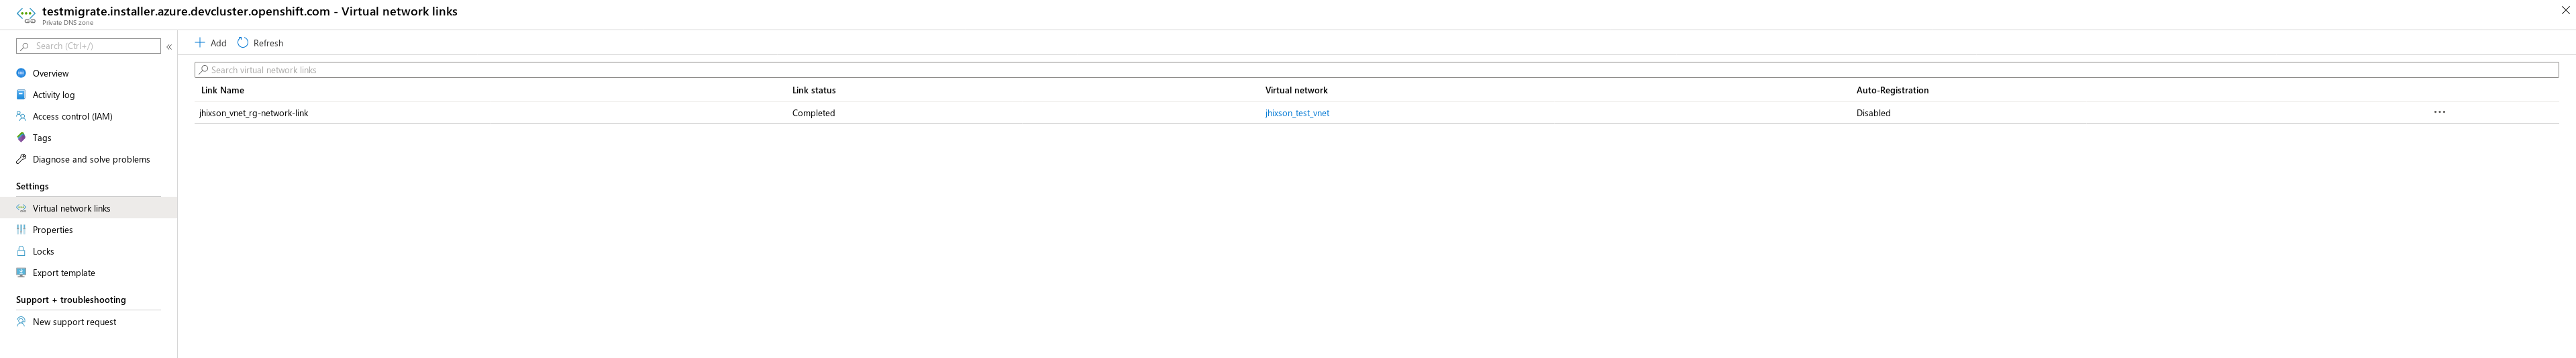 testmigrate.installer.azure.devcluster.openshift.com - Virtual network links
Private DNS zone
Search (Ctrl+/)
«
Overview
Activity log
Access control (IAM)
Tags
Diagnose and solve problems
Settings
Virtual network links
Properties
Locks
Export template
Support + troubleshooting
New support request
Add Refresh
Search virtual network links
Link Name Link status Virtual network Auto-Registration
jhixson_vnet_rg-network-link Completed jhixson_test_vnet Disabled ...